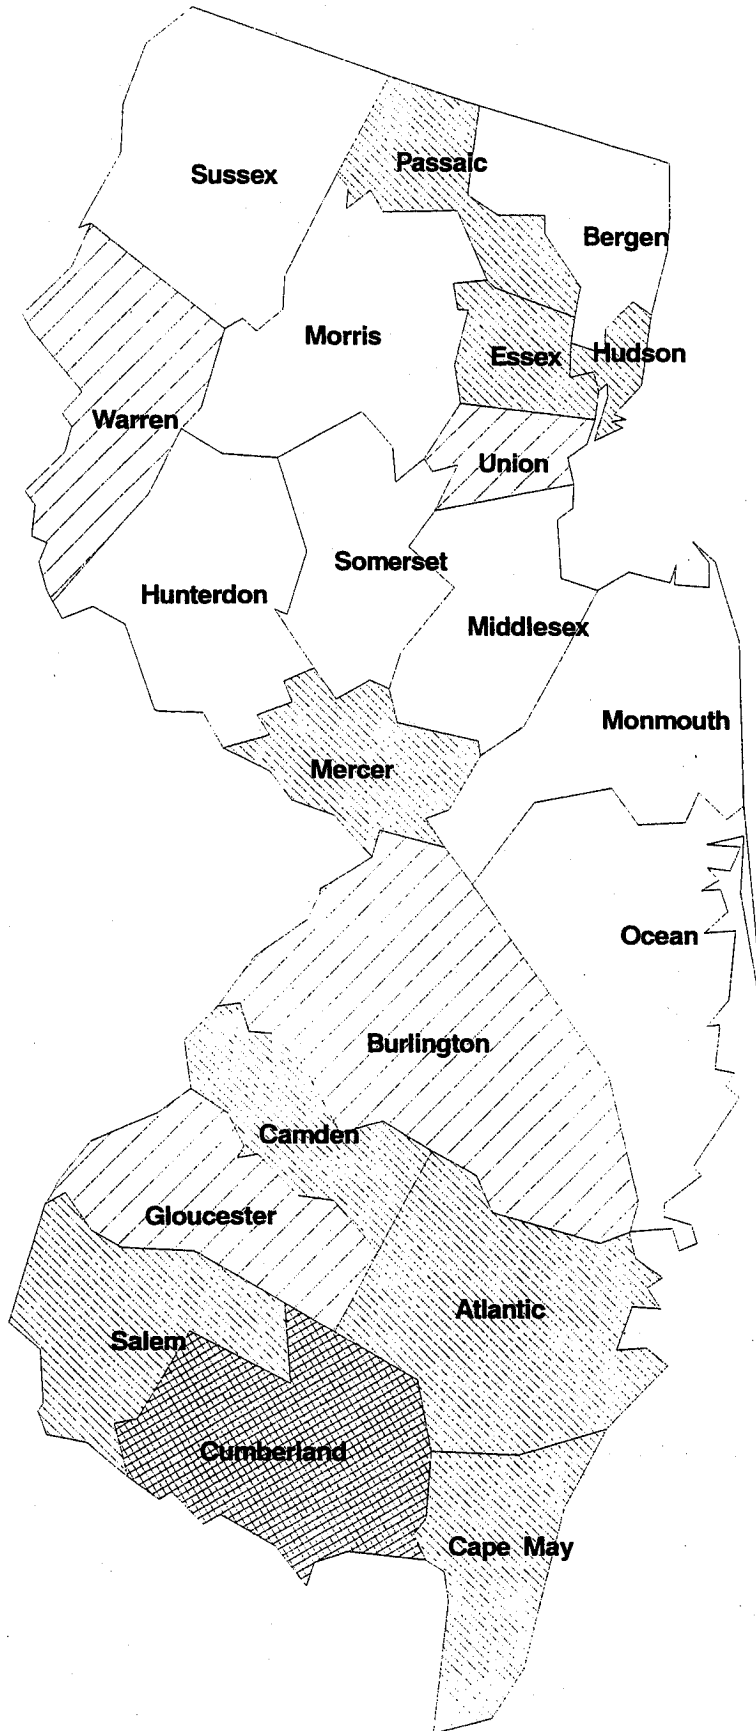 Passaic
Sussex
Bergen
Morris
Essex
Hudson
Warren
Union
Somerset
Hunterdon
Middlesex
Monmouth
Mercer
Ocean
Burlington
Camden
Gloucester
Atlantic
Salem
Cumberland
Cape May